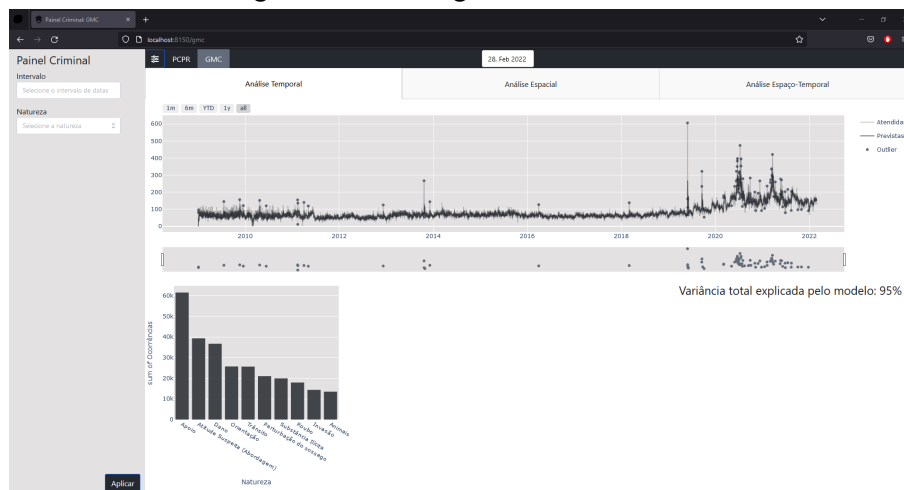 Painel Criminal: GMC
localhost:8150/gmc
Painel Criminal
PCPR
GMC
28. Feb 2022
Intervalo
Selecione o intervalo de datas
Natureza
Selecione a natureza
Aplicar
Análise Temporal
Análise Espacial
Análise Espaço-Temporal
1m 6m YTD 1y all
600
500
400
300
200
100
0
2010 2012 2014 2016 2018 2020 2022
Atendidas
Previstas
Outlier
Variância total explicada pelo modelo: 95%
60k
50k
40k
30k
20k
10k
0
sum of Ocorrências
Apoio
Atitude Suspeita (Abordagem)
Dano
Orientação
Trânsito
Perturbação do sossego
Substância Ilícita
Roubo
Invasão
Animais
Natureza